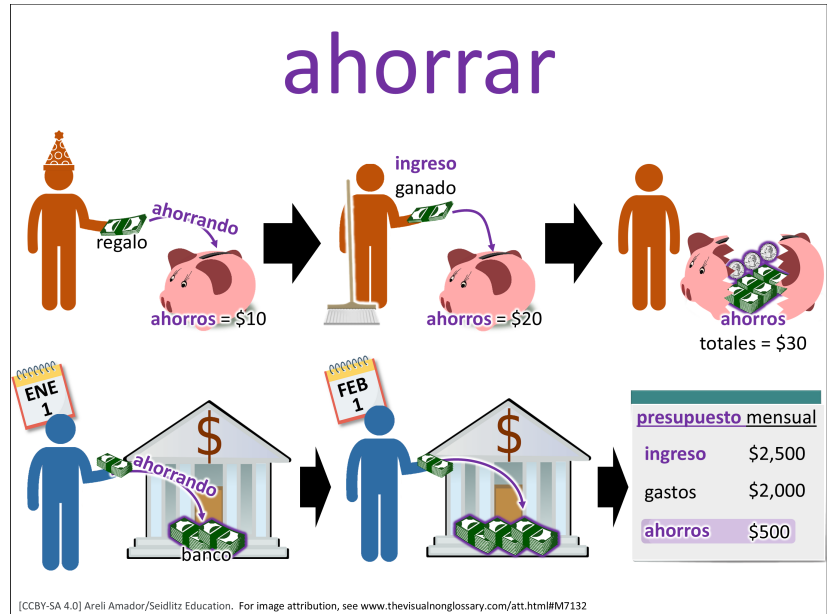 ahorrar
ahorrando
regalo
ahorros = $10
ingreso
ganado
ahorros = $20
ahorros
totales = $30
ENE
1
$
ahorrando
banco
FEB
1
$
presupuesto mensual
ingreso $2,500
gastos $2,000
ahorros $500
[CCBY-SA 4.0] Areli Amador/Seidlitz Education. For image attribution, see www.thevisualnonglossary.com/att.html#M7132